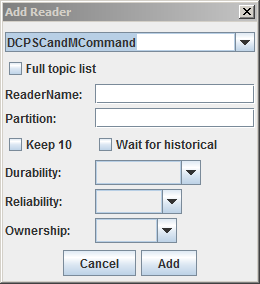 Add Reader
DCPSCandMCommand
Full topic list
ReaderName:
Partition:
Keep 10 Wait for historical
Durability:
Reliability:
Ownership:
Cancel Add